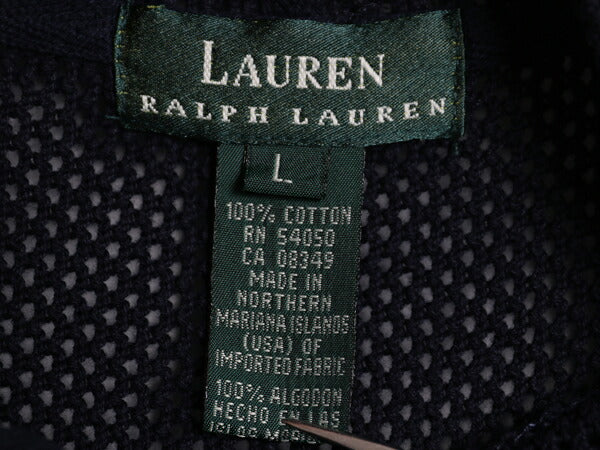 LAUREN
RALPH LAUREN
L
100% COTTON
RN 54050
CA 08349
MADE IN
NORTHERN
MARIANA ISLANDS
(USA) OF
IMPORTED FABRIC
100% ALGODON
HECHO EN LAS
ISLAS